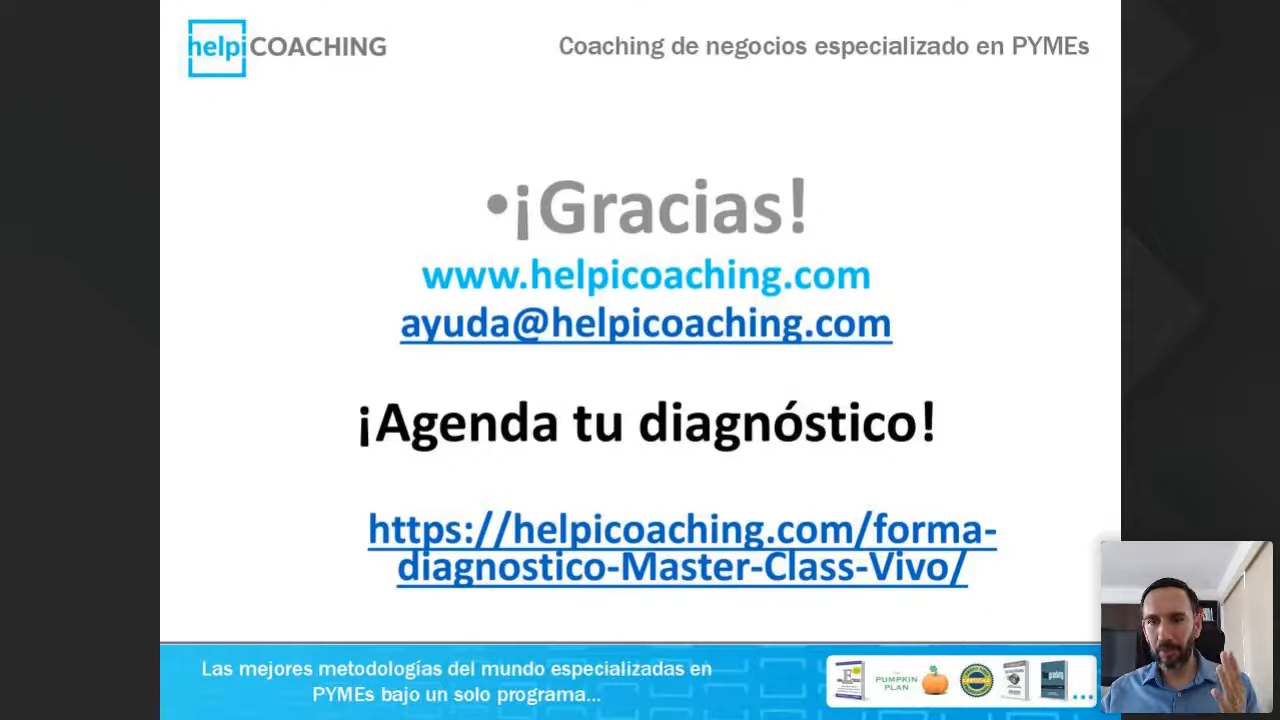 helpi COACHING
Coaching de negocios especializado en PYMEs
•¡Gracias!
www.helpicoaching.com
ayuda@helpicoaching.com
¡Agenda tu diagnóstico!
https://helpicoaching.com/forma-
diagnostico-Master-Class-Vivo/
Las mejores metodologías del mundo especializadas en
PYMEs bajo un solo programa...
PUMPKIN
PLAN
...